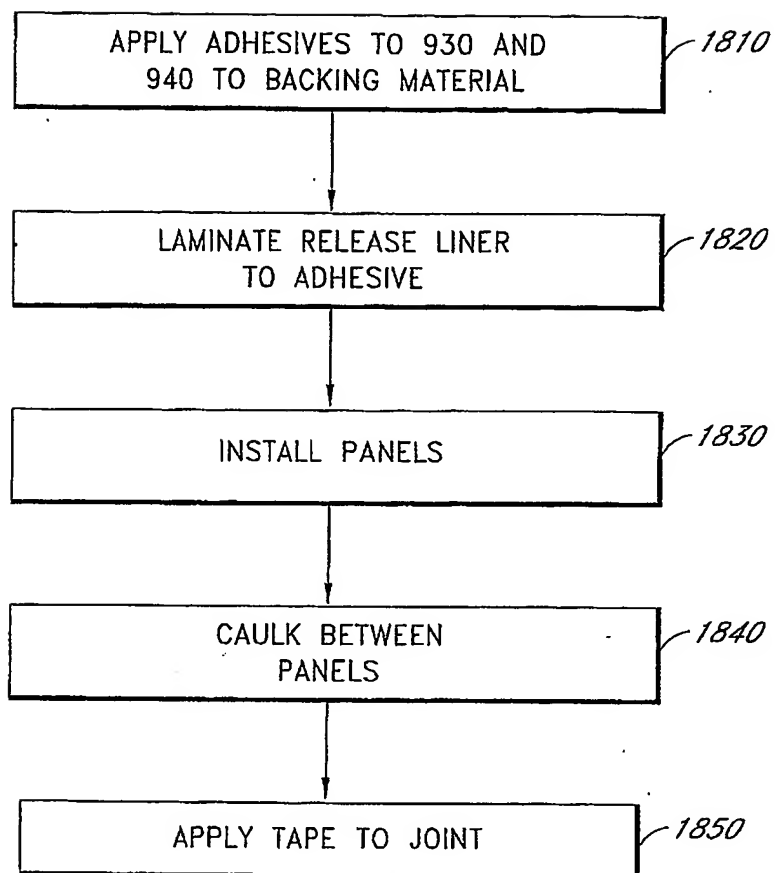 APPLY ADHESIVES TO 930 AND
940 TO BACKING MATERIAL
1810
LAMINATE RELEASE LINER
TO ADHESIVE
1820
INSTALL PANELS
1830
CAULK BETWEEN
PANELS
1840
APPLY TAPE TO JOINT
1850